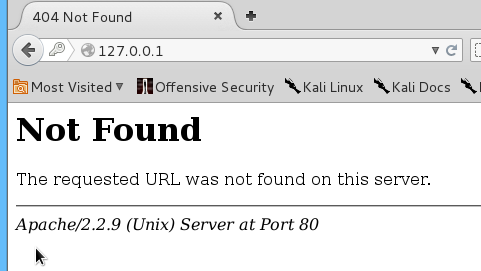 404 Not Found
127.0.0.1
Most Visited Offensive Security Kali Linux Kali Docs
Not Found
The requested URL was not found on this server.
Apache/2.2.9 (Unix) Server at Port 80